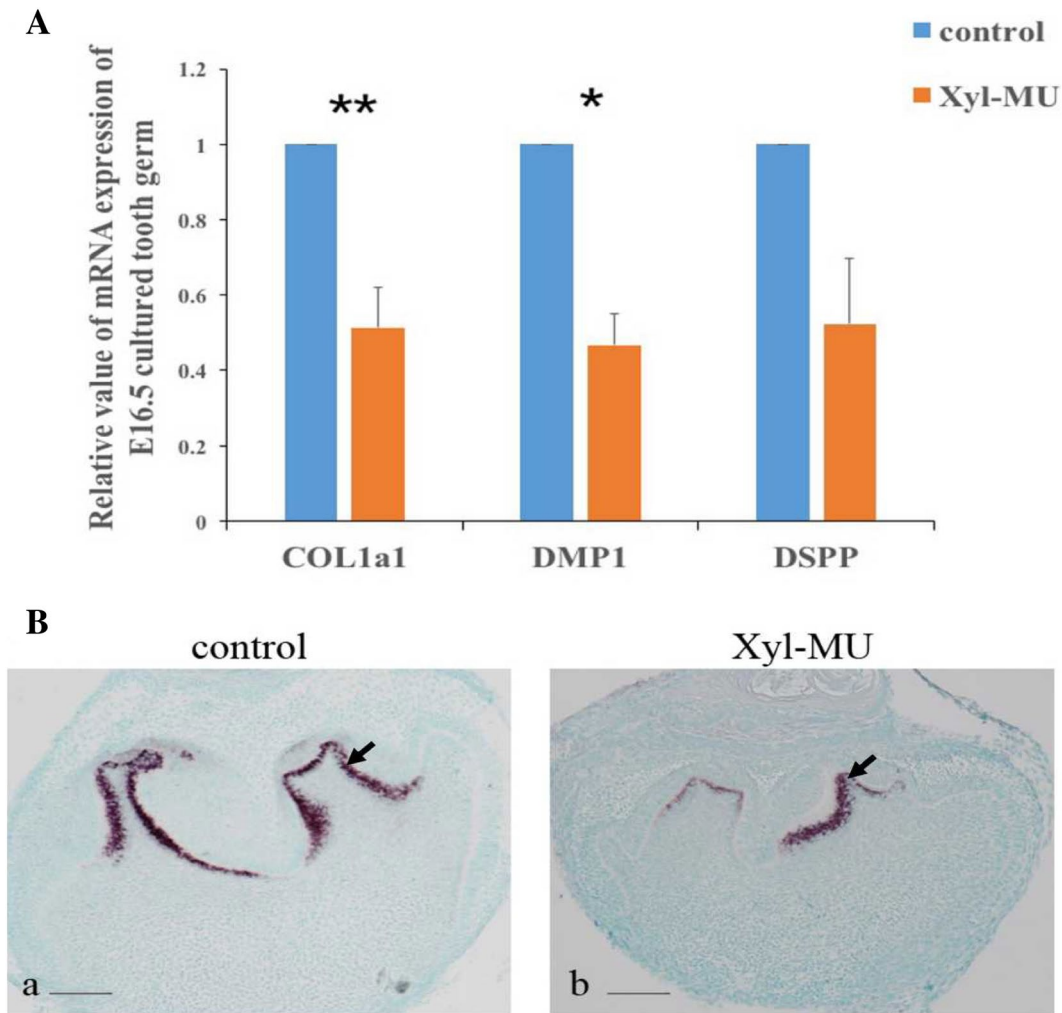 A
control
Xyl-MU
Relative value of mRNA expression of
E16.5 cultured tooth germ
1.2
1
0.8
0.6
0.4
0.2
0
**
*
COL1a1
DMP1
DSPP
B
control
Xyl-MU
a
b